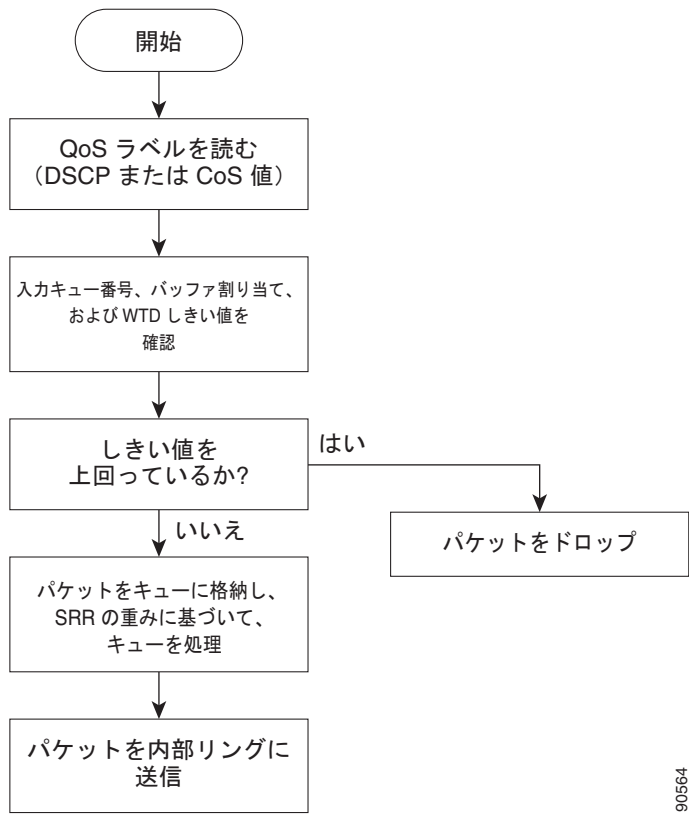 開始
QoS ラベルを読む
（DSCP または CoS 値）
入力キュー番号、バッファ割り当て、
および WTD しきい値を
確認
しきい値を
上回っているか?
はい
いいえ
パケットをドロップ
パケットをキューに格納し、
SRR の重みに基づいて、
キューを処理
パケットを内部リングに
送信
90564